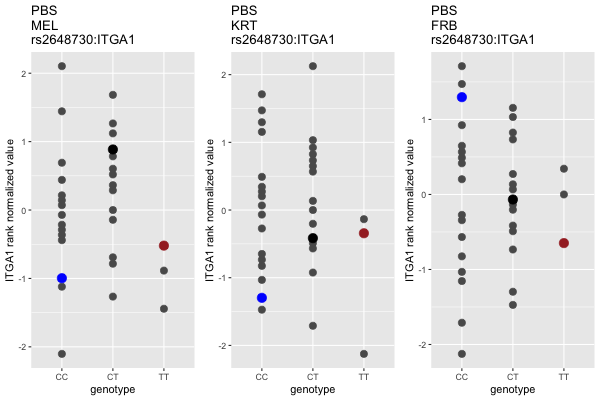 PBS
MEL
rs2648730:ITGA1
ITGA1 rank normalized value
2
1
0
-1
-2
CC
CT
TT
genotype
PBS
KRT
rs2648730:ITGA1
ITGA1 rank normalized value
2
1
0
-1
-2
CC
CT
TT
genotype
PBS
FRB
rs2648730:ITGA1
ITGA1 rank normalized value
1
0
-1
-2
CC
CT
TT
genotype